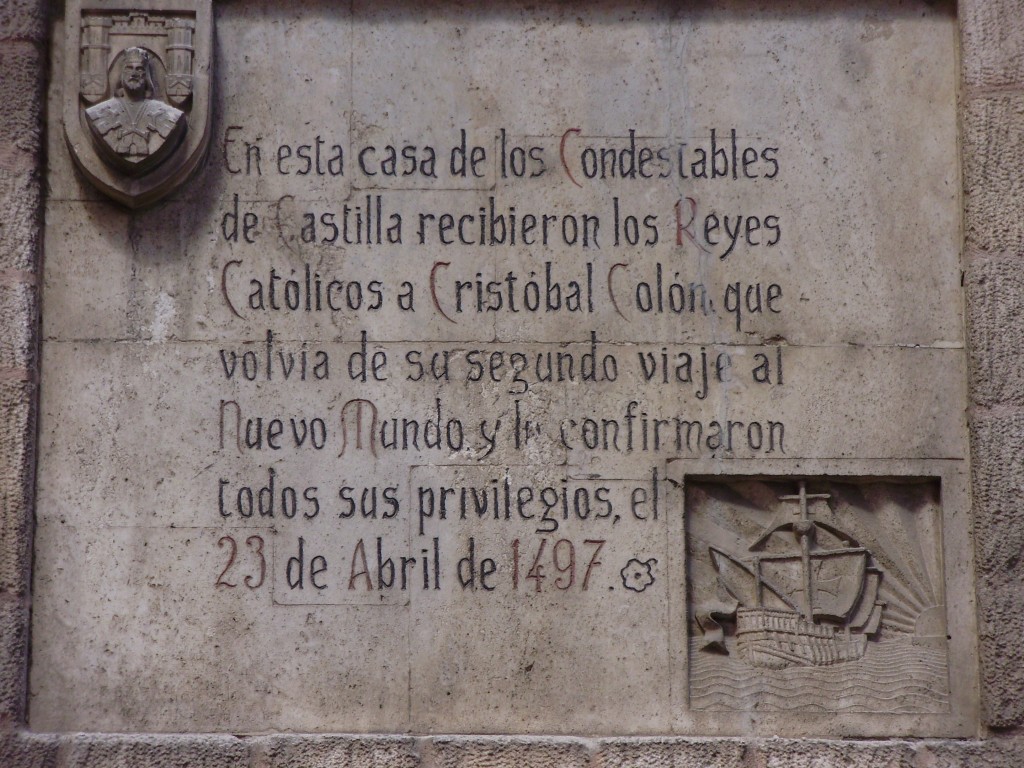 En esta casa de los Condestables
de Castilla recibieron los Reyes
Católicos a Cristóbal Colón, que
volvia de su segundo viaje al
Nuevo Mundo y le confirmaron
todos sus privilegios, el
23 de Abril de 1497.